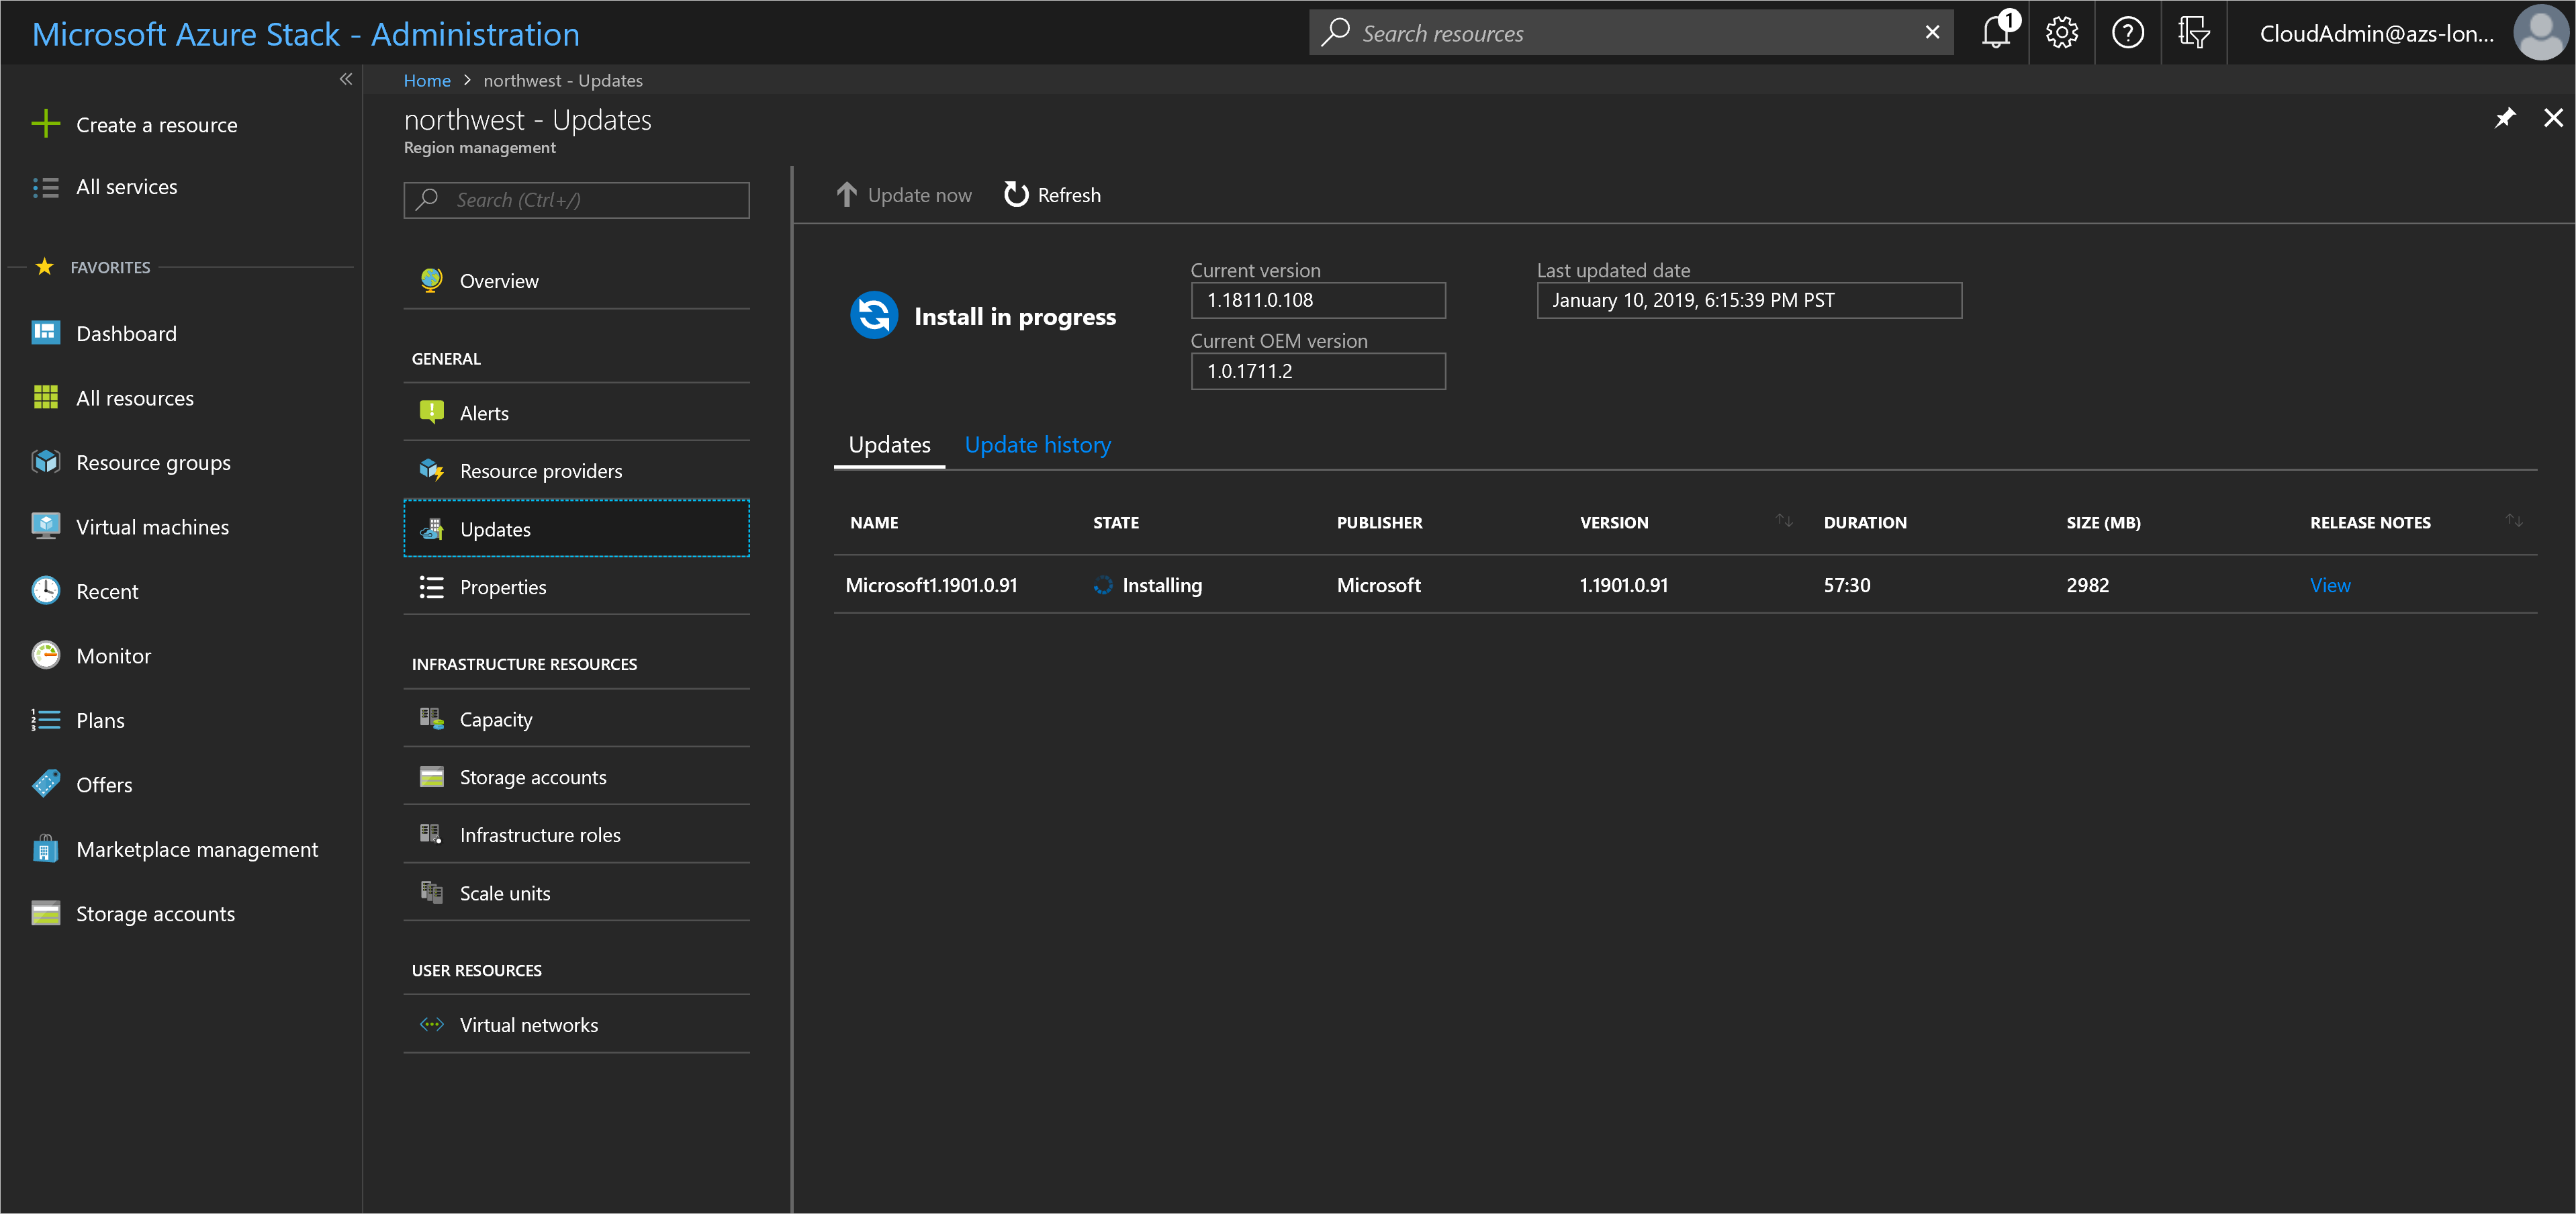 Microsoft Azure Stack - Administration
Search resources
1
CloudAdmin@azs-lon...
Create a resource
All services
FAVORITES
Dashboard
All resources
Resource groups
Virtual machines
Recent
Monitor
Plans
Offers
Marketplace management
Storage accounts
Home > northwest - Updates
northwest - Updates
Region management
Search (Ctrl+/)
Overview
GENERAL
Alerts
Resource providers
Updates
Properties
INFRASTRUCTURE RESOURCES
Capacity
Storage accounts
Infrastructure roles
Scale units
USER RESOURCES
Virtual networks
Update now Refresh
Install in progress
Current version
1.1811.0.108
Current OEM version
1.0.1711.2
Last updated date
January 10, 2019, 6:15:39 PM PST
Updates Update history
NAME STATE PUBLISHER VERSION DURATION SIZE (MB) RELEASE NOTES
Microsoft1.1901.0.91 Installing Microsoft 1.1901.0.91 57:30 2982 View